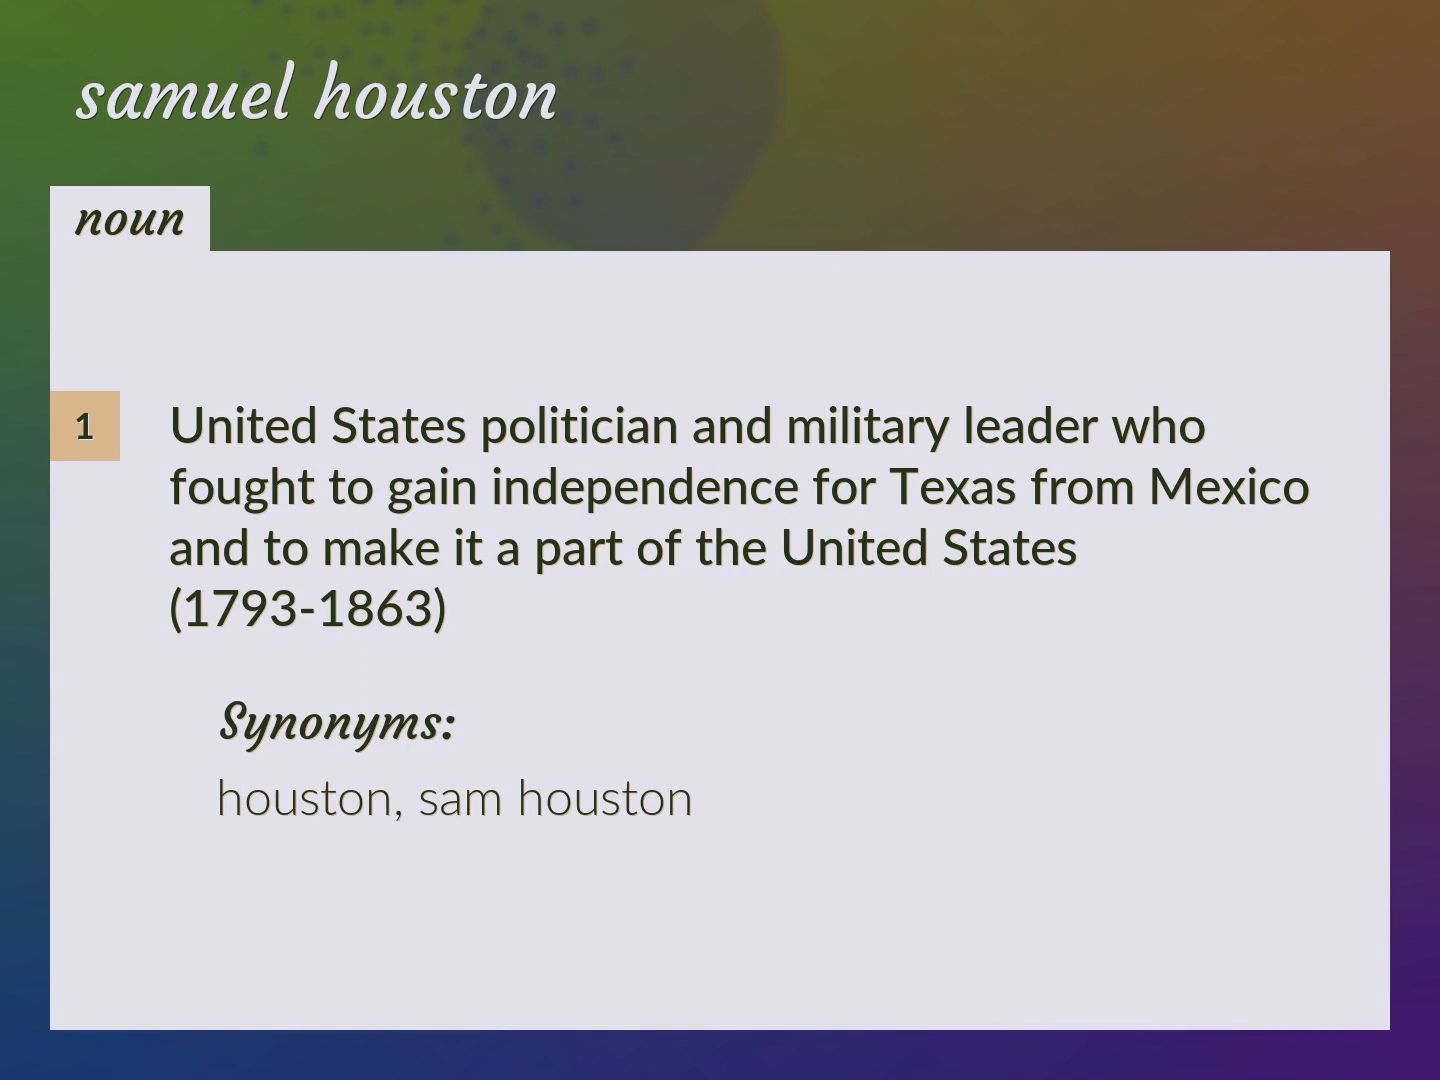 samuel houston
noun
1
United States politician and military leader who
fought to gain independence for Texas from Mexico
and to make it a part of the United States
(1793-1863)
Synonyms:
houston, sam houston